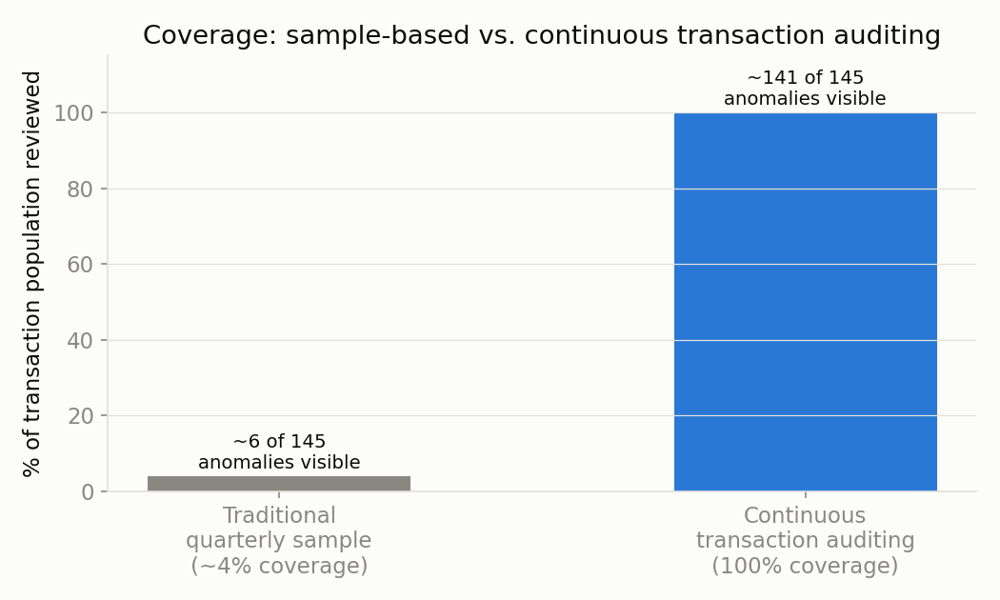 Coverage: sample-based vs. continuous transaction auditing
% of transaction population reviewed
100
80
60
40
20
0
~6 of 145
anomalies visible
~141 of 145
anomalies visible
Traditional
quarterly sample
(~4% coverage)
Continuous
transaction auditing
(100% coverage)